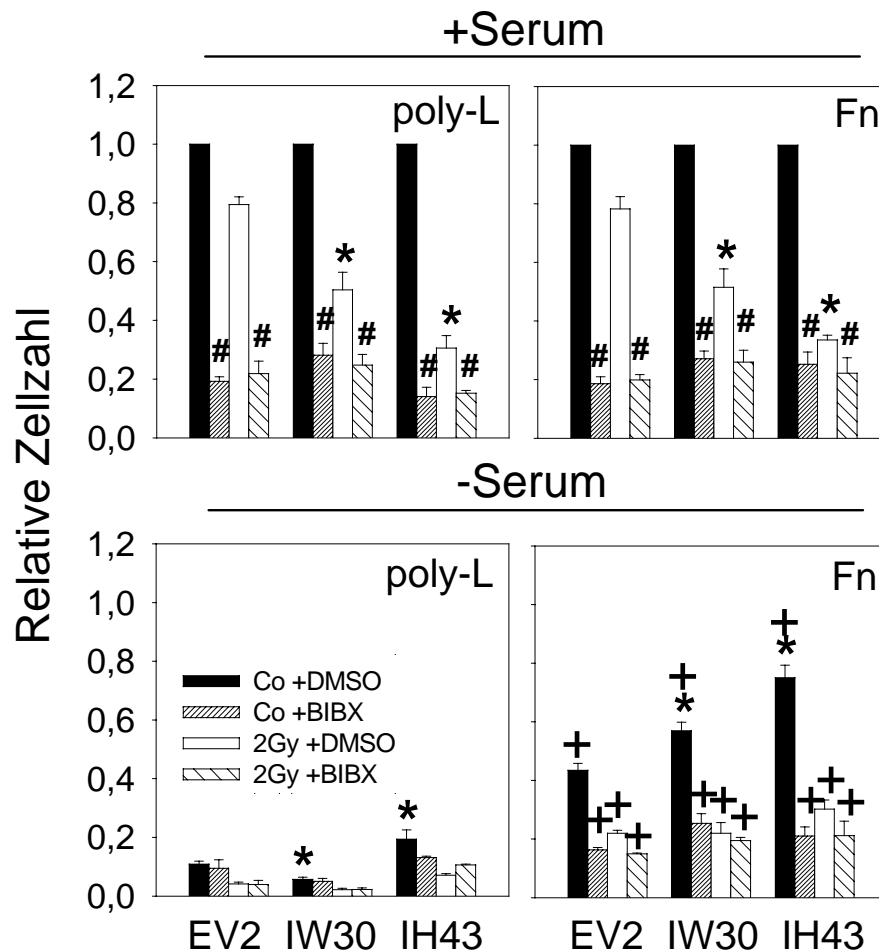 +Serum
poly-L
Fn
1,2
1,0
0,8
0,6
0,4
0,2
0,0
* * * *
# # # # # #
# # # # # #
Relative Zellzahl
-Serum
poly-L
Fn
1,2
1,0
0,8
0,6
0,4
0,2
0,0
Co +DMSO
Co +BIBX
2Gy +DMSO
2Gy +BIBX
* *
+ + + +
+ * + + +
+ * + + +
EV2 IW30 IH43
EV2 IW30 IH43